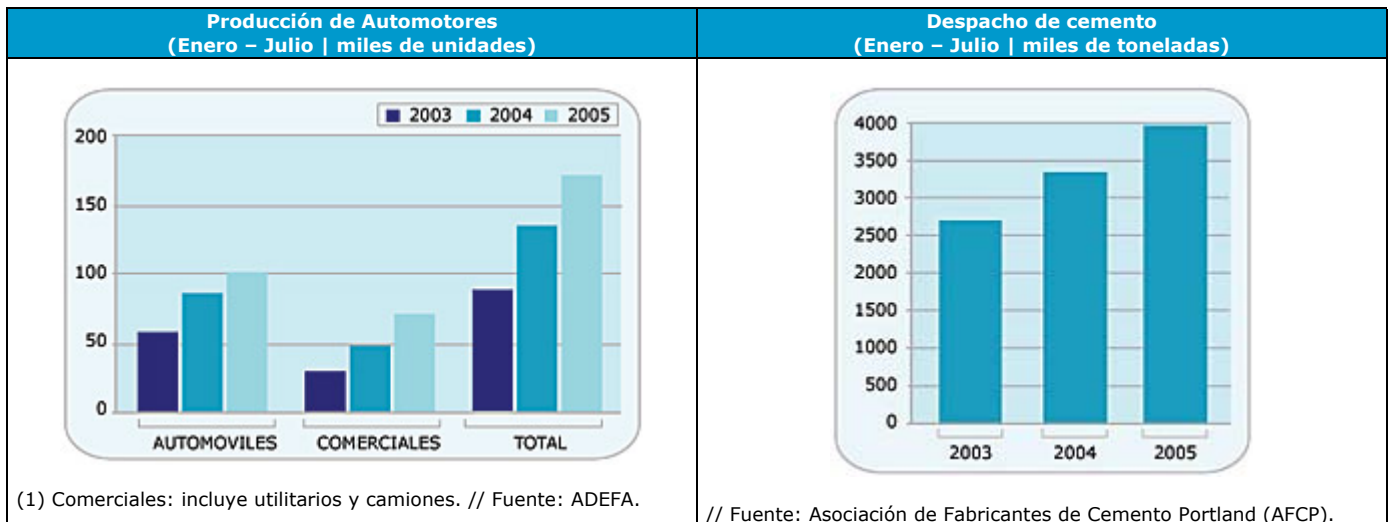 Producción de Automotores
(Enero – Julio | miles de unidades)
2003 2004 2005
200
150
100
50
0
AUTOMOVILES COMERCIALES TOTAL
(1) Comerciales: incluye utilitarios y camiones. // Fuente: ADEFA.
Despacho de cemento
(Enero – Julio | miles de toneladas)
4000
3500
3000
2500
2000
1500
1000
500
0
2003 2004 2005
// Fuente: Asociación de Fabricantes de Cemento Portland (AFCP).